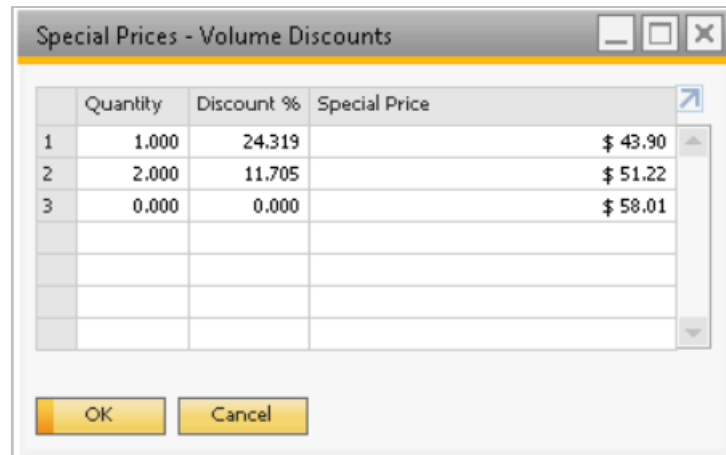 Special Prices - Volume Discounts
Quantity Discount % Special Price
1 1.000 24.319 $ 43.90
2 2.000 11.705 $ 51.22
3 0.000 0.000 $ 58.01
OK Cancel